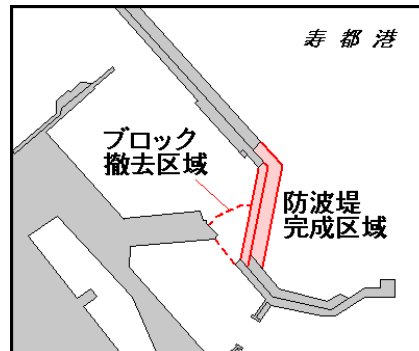 寿都港
ブロック
撤去区域
防波堤
完成区域